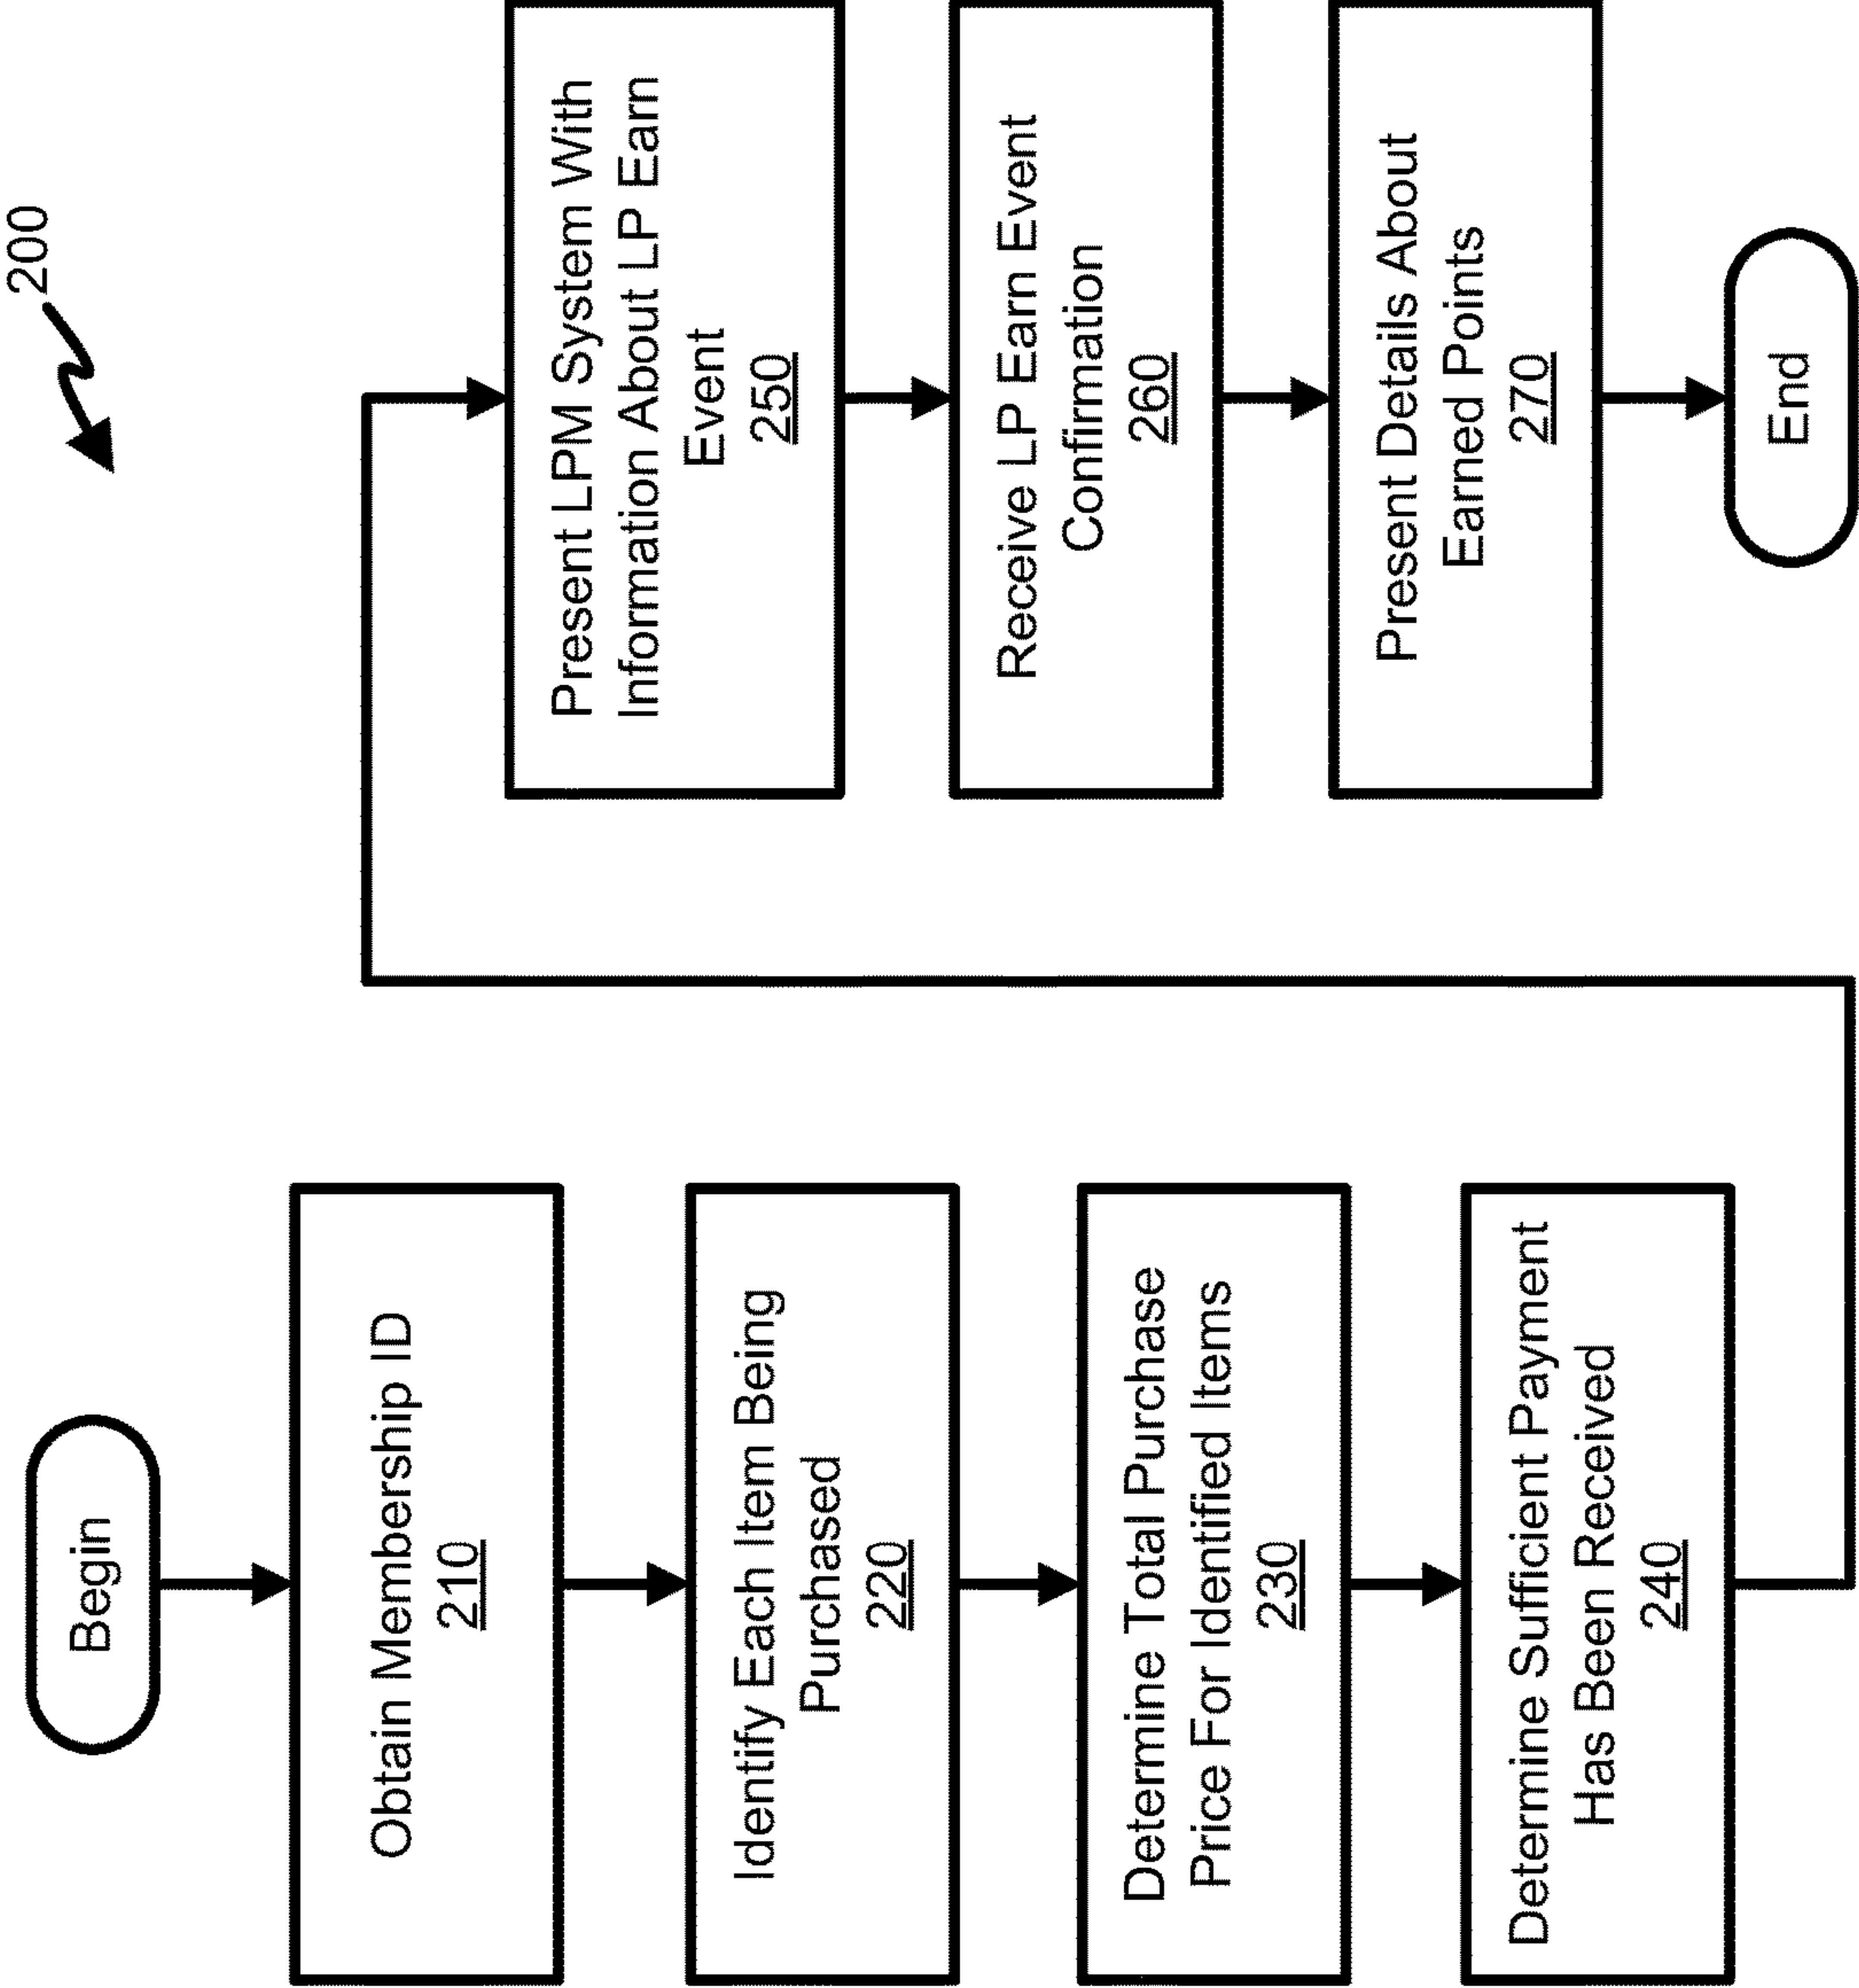 200
Begin
Obtain Membership ID
210
Identify Each Item Being
Purchased
220
Determine Total Purchase
Price For Identified Items
230
Determine Sufficient Payment
Has Been Received
240
Present LPM System With
Information About LP Earn
Event
250
Receive LP Earn Event
Confirmation
260
Present Details About
Earned Points
270
End